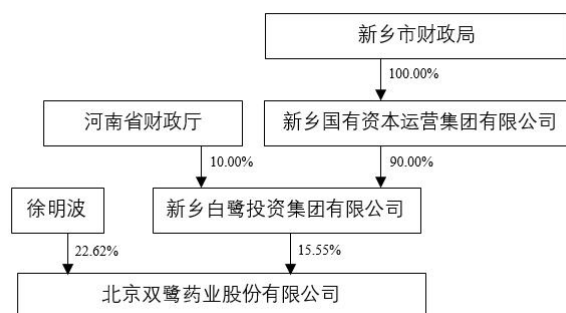 新乡市财政局
100.00%
河南省财政厅
新乡国有资本运营集团有限公司
10.00%
90.00%
徐明波
新乡白鹭投资集团有限公司
22.62%
15.55%
北京双鹭药业股份有限公司